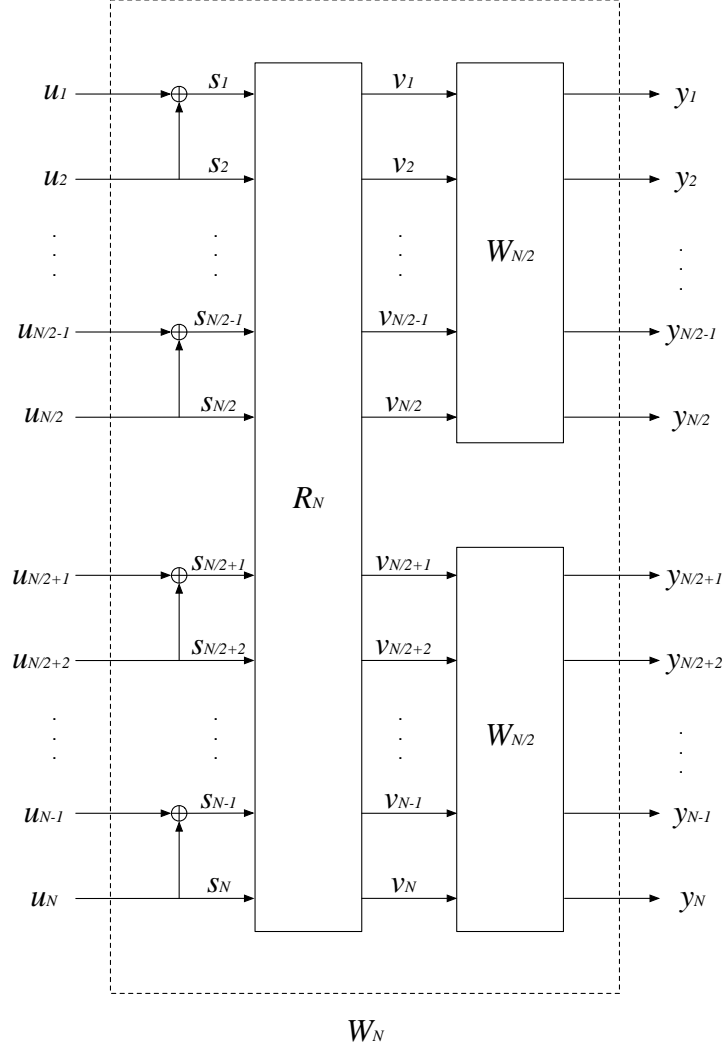 u1 s1 v1 y1
u2 s2 v2 y2
WN/2
uN/2-1 sN/2-1 vN/2-1 yN/2-1
uN/2 sN/2 vN/2 yN/2
RN
uN/2+1 sN/2+1 vN/2+1 yN/2+1
uN/2+2 sN/2+2 vN/2+2 yN/2+2
WN/2
uN-1 sN-1 vN-1 yN-1
uN sN vN yN
WN